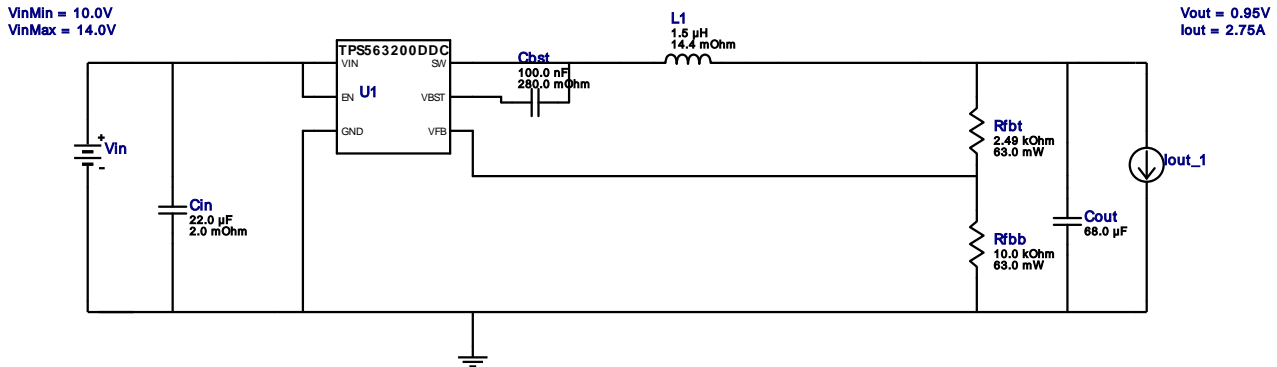 VinMin = 10.0V
VinMax = 14.0V
Vout = 0.95V
Iout = 2.75A
L1
1.5 µH
14.4 mOhm
TPS563200DDC
VIN
SW
EN
U1
VBST
GND
VFB
Cbst
100.0 nF
280.0 mOhm
+
Vin
-
Cin
22.0 µF
2.0 mOhm
Rfbt
2.49 kOhm
63.0 mW
Iout_1
Rfbb
10.0 kOhm
63.0 mW
Cout
68.0 µF